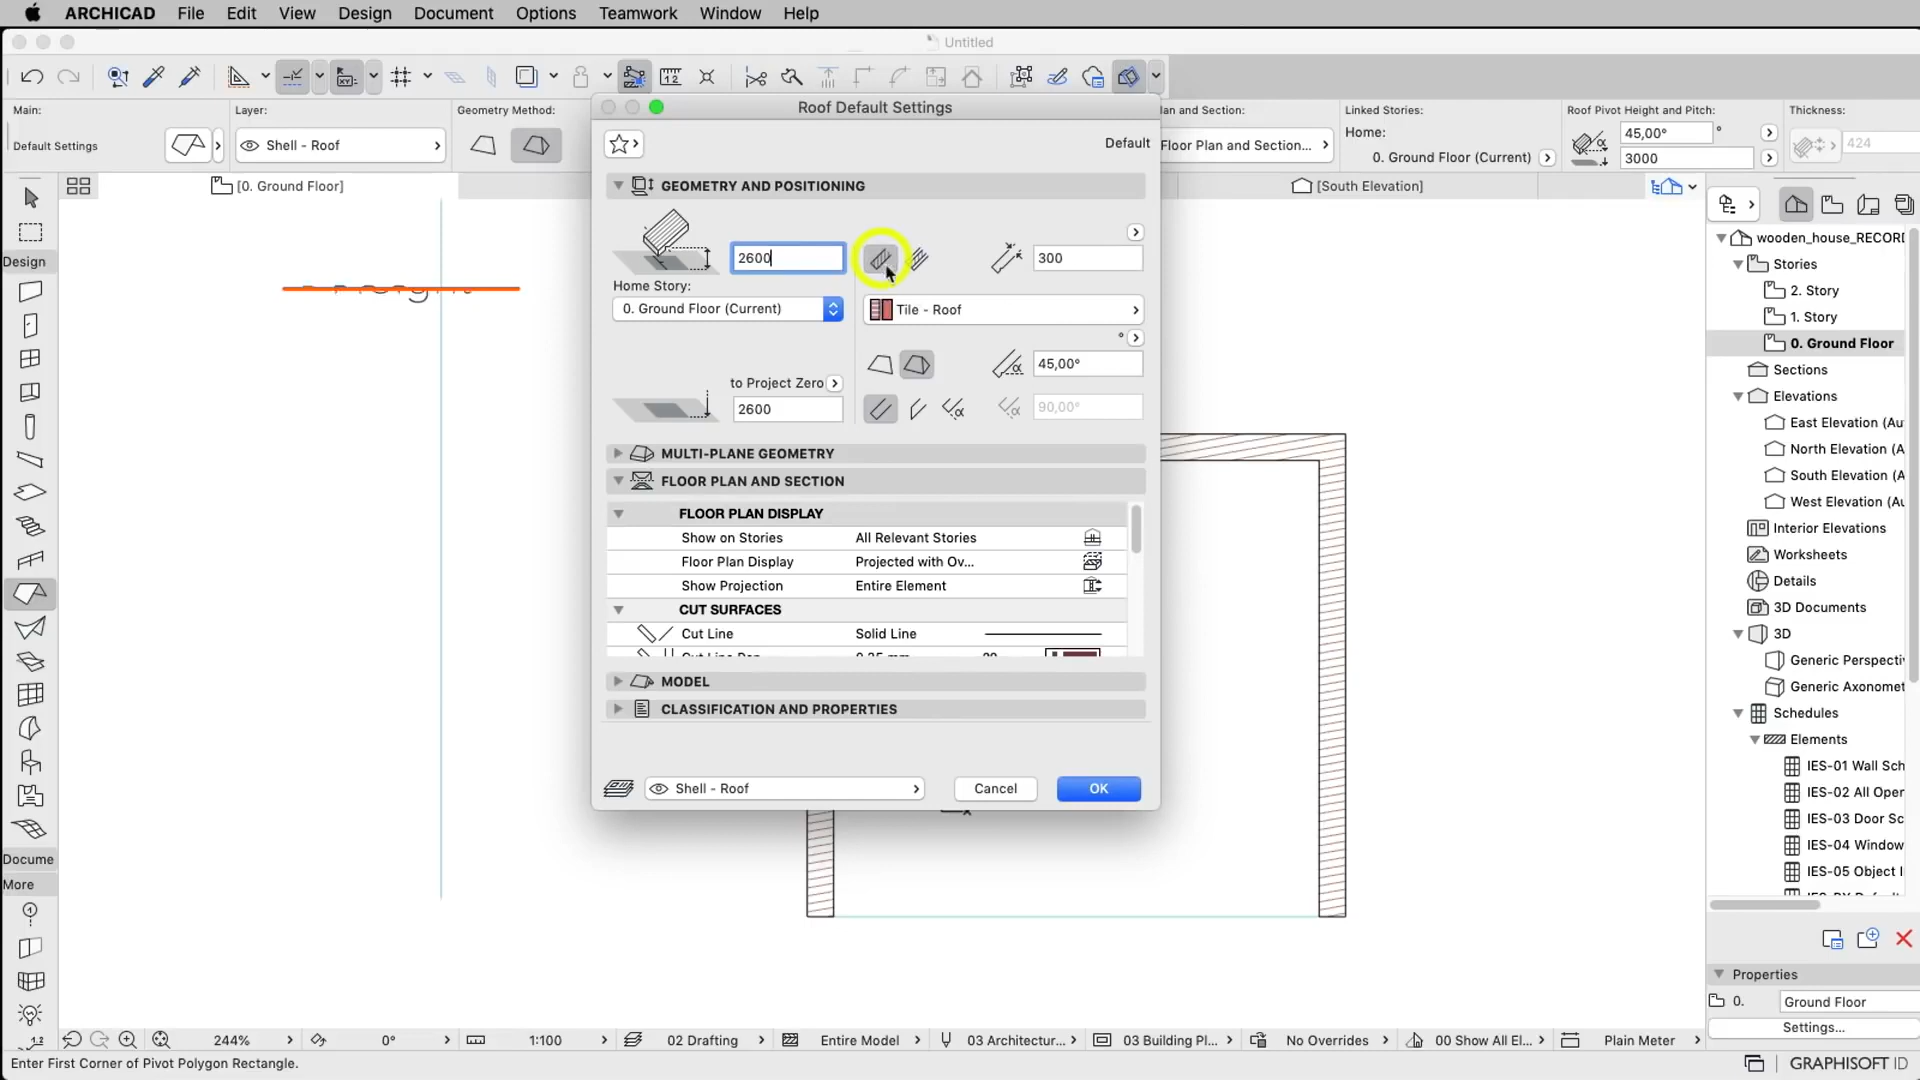 ARCHICAD File Edit View Design Document Options Teamwork Window Help
Untitled
Main:
Default Settings
Layer:
Shell - Roof
Geometry Method:
an and Section:
Floor Plan and Section...
Linked Stories:
Home:
0. Ground Floor (Current)
Roof Pivot Height and Pitch:
45,00°
°
3000
Thickness:
424
[0. Ground Floor]
[South Elevation]
Roof Default Settings
Default
GEOMETRY AND POSITIONING
2600
300
Home Story:
0. Ground Floor (Current)
Tile - Roof
°
45,00°
to Project Zero
2600
90,00°
MULTI-PLANE GEOMETRY
FLOOR PLAN AND SECTION
FLOOR PLAN DISPLAY
Show on Stories All Relevant Stories
Floor Plan Display Projected with Ov...
Show Projection Entire Element
CUT SURFACES
Cut Line Solid Line
MODEL
CLASSIFICATION AND PROPERTIES
Shell - Roof
Cancel
OK
Design
Docume
More
1.2
wooden_house_RECORD
Stories
2. Story
1. Story
0. Ground Floor
Sections
Elevations
East Elevation (Au
North Elevation (A
South Elevation (A
West Elevation (Au
Interior Elevations
Worksheets
Details
3D Documents
3D
Generic Perspecti
Generic Axonomet
Schedules
Elements
IES-01 Wall Sch
IES-02 All Open
IES-03 Door Sc
IES-04 Window
IES-05 Object I
Properties
0. Ground Floor
Settings...
244% 0° 1:100 02 Drafting Entire Model 03 Architectur... 03 Building Pl... No Overrides 00 Show All El... Plain Meter
Enter First Corner of Pivot Polygon Rectangle.
GRAPHISOFT ID